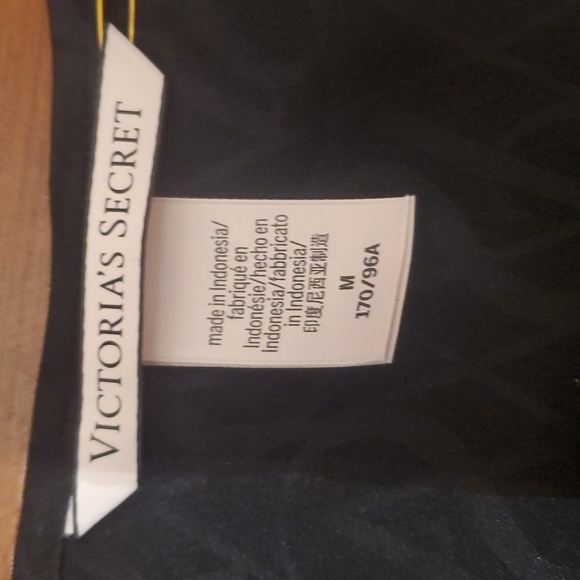 VICTORIA'S SECRET
made in Indonesia/
fabriqué en
Indonésie/hecho en
Indonesia/fabbricato
in Indonesia/
印度尼西亚制造
M
170/96A